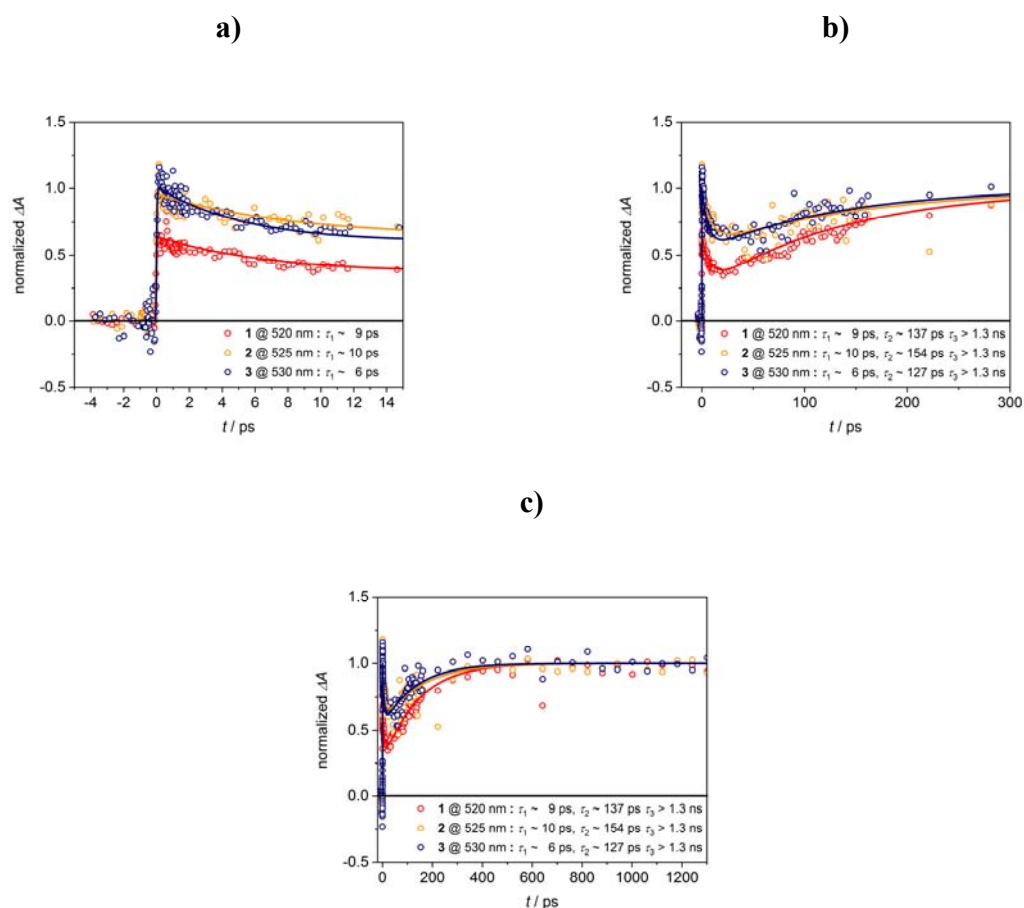 a)
1.5
1.0
0.5
0.0
-0.5
normalized ΔA
1 @ 520 nm : τ₁ ~ 9 ps
2 @ 525 nm : τ₁ ~ 10 ps
3 @ 530 nm : τ₁ ~ 6 ps
-4 -2 0 2 4 6 8 10 12 14
t / ps
b)
1.5
1.0
0.5
0.0
-0.5
normalized ΔA
1 @ 520 nm : τ₁ ~ 9 ps, τ₂ ~ 137 ps τ₃ > 1.3 ns
2 @ 525 nm : τ₁ ~ 10 ps, τ₂ ~ 154 ps τ₃ > 1.3 ns
3 @ 530 nm : τ₁ ~ 6 ps, τ₂ ~ 127 ps τ₃ > 1.3 ns
0 100 200 300
t / ps
c)
1.5
1.0
0.5
0.0
-0.5
normalized ΔA
1 @ 520 nm : τ₁ ~ 9 ps, τ₂ ~ 137 ps τ₃ > 1.3 ns
2 @ 525 nm : τ₁ ~ 10 ps, τ₂ ~ 154 ps τ₃ > 1.3 ns
3 @ 530 nm : τ₁ ~ 6 ps, τ₂ ~ 127 ps τ₃ > 1.3 ns
0 200 400 600 800 1000 1200
t / ps